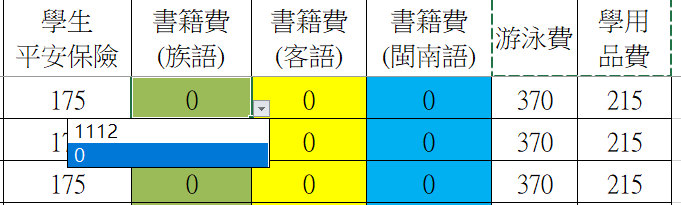 學生 書籍費 書籍費 書籍費 游泳費 學用
平安保險 (族語) (客語) (閩南語) 品費
175 0 0 0 370 215
1112
17 0 0 370 215
0
175 0 0 0 370 215